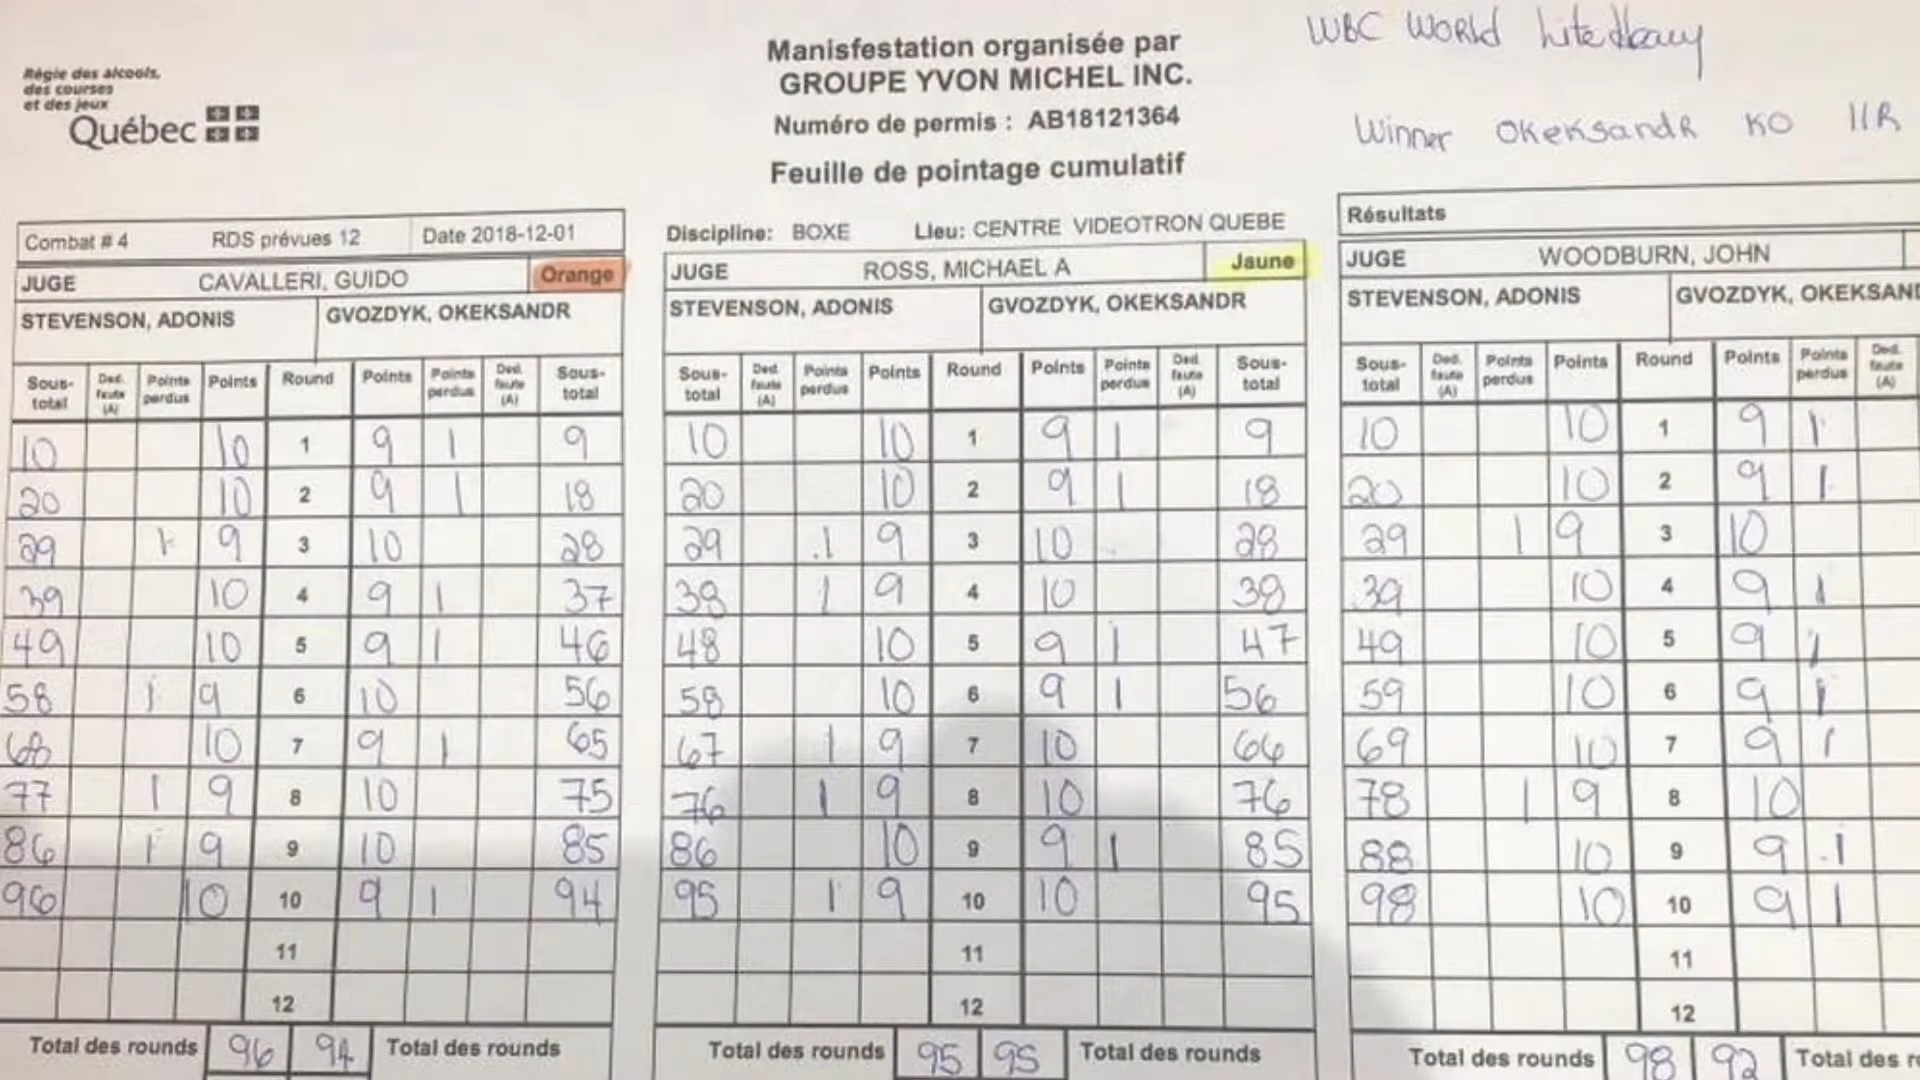 WBC World LiteHeavy
Winner Okeksandr KO 11R
Régie des alcools,
des courses
et des jeux
Québec
Manisfestation organisée par
GROUPE YVON MICHEL INC.
Numéro de permis : AB18121364
Feuille de pointage cumulatif
Combat # 4 RDS prévues 12 Date 2018-12-01
JUGE CAVALLERI, GUIDO Orange
STEVENSON, ADONIS GVOZDYK, OKEKSANDR
Sous-total Ded. faute (A) Points perdus Points Round Points Points perdus Ded. faute (A) Sous-total
10 10 1 9 1 9
20 10 2 9 1 18
29 1 9 3 10 28
39 10 4 9 1 37
49 10 5 9 1 46
58 1 9 6 10 56
68 10 7 9 1 65
77 1 9 8 10 75
86 1 9 9 10 85
96 10 10 9 1 94
11
12
Total des rounds 96 94 Total des rounds
Discipline: BOXE Lieu: CENTRE VIDEOTRON QUEBE
JUGE ROSS, MICHAEL A Jaune
STEVENSON, ADONIS GVOZDYK, OKEKSANDR
Sous-total Ded. faute (A) Points perdus Points Round Points Points perdus Ded. faute (A) Sous-total
10 10 1 9 1 9
20 10 2 9 1 18
29 1 9 3 10 28
38 1 9 4 10 38
48 10 5 9 1 47
58 10 6 9 1 56
67 1 9 7 10 66
76 1 9 8 10 76
86 10 9 9 1 85
95 1 9 10 10 95
11
12
Total des rounds 95 95 Total des rounds
Résultats
JUGE WOODBURN, JOHN
STEVENSON, ADONIS GVOZDYK, OKEKSAND
Sous-total Ded. faute (A) Points perdus Points Round Points Points perdus Ded. faute (A)
10 10 1 9 1
20 10 2 9 1
29 1 9 3 10
39 10 4 9 1
49 10 5 9 1
59 10 6 9 1
69 10 7 9 1
78 1 9 8 10
88 10 9 9 1
98 10 10 9 1
11
12
Total des rounds 98 92 Total des r